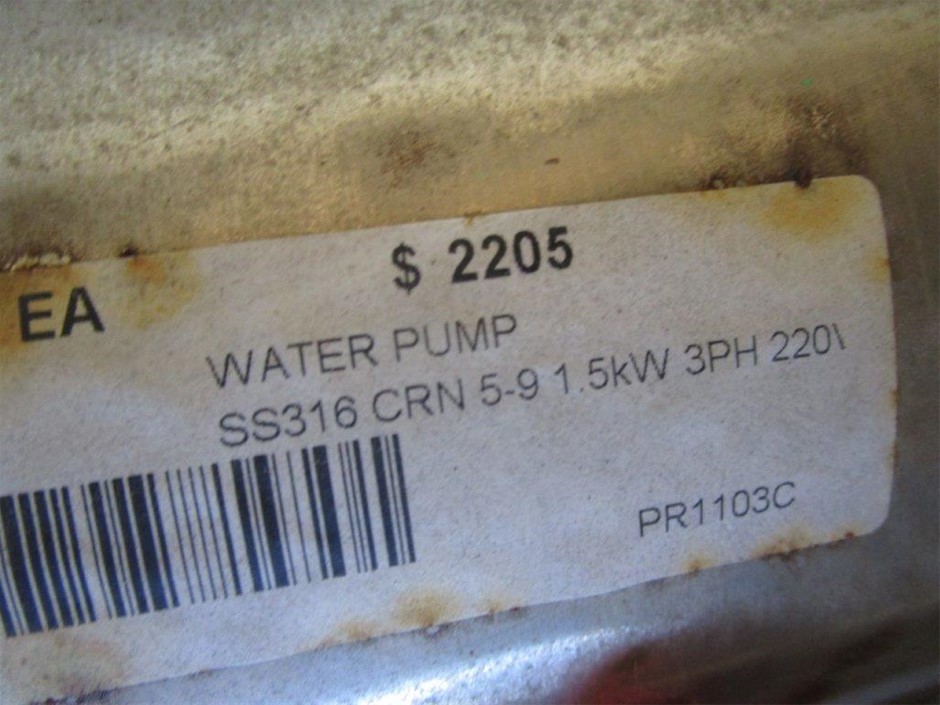 $ 2205
EA
WATER PUMP
SS316 CRN 5-9 1.5kW 3PH 220\
PR1103C